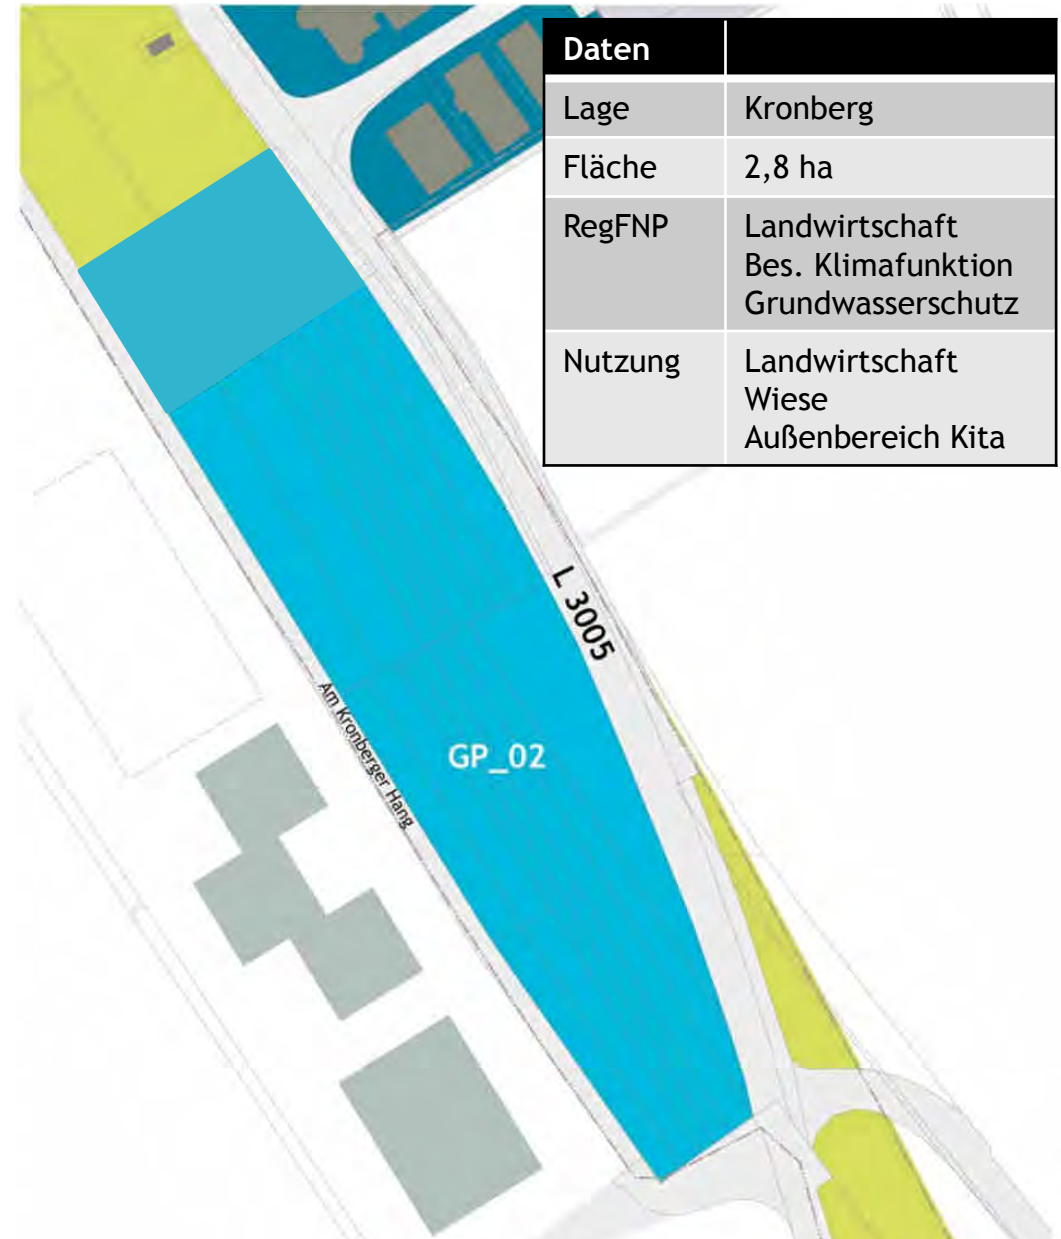 Daten
Lage Kronberg
Fläche 2,8 ha
RegFNP Landwirtschaft
Bes. Klimafunktion
Grundwasserschutz
Nutzung Landwirtschaft
Wiese
Außenbereich Kita
L 3005
Am Kronberger Hang
GP_02